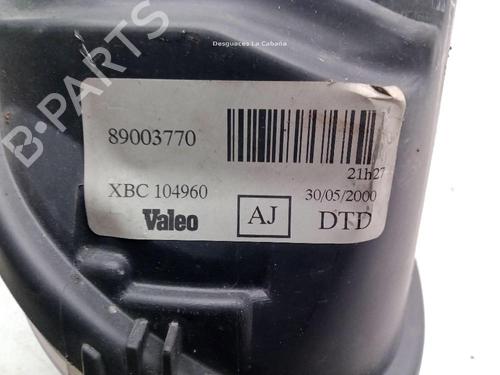 Desguaces La Cabaña
B-PARTS
89003770
21h27
XBC 104960
30/05/2000
Valeo
AJ
DTD